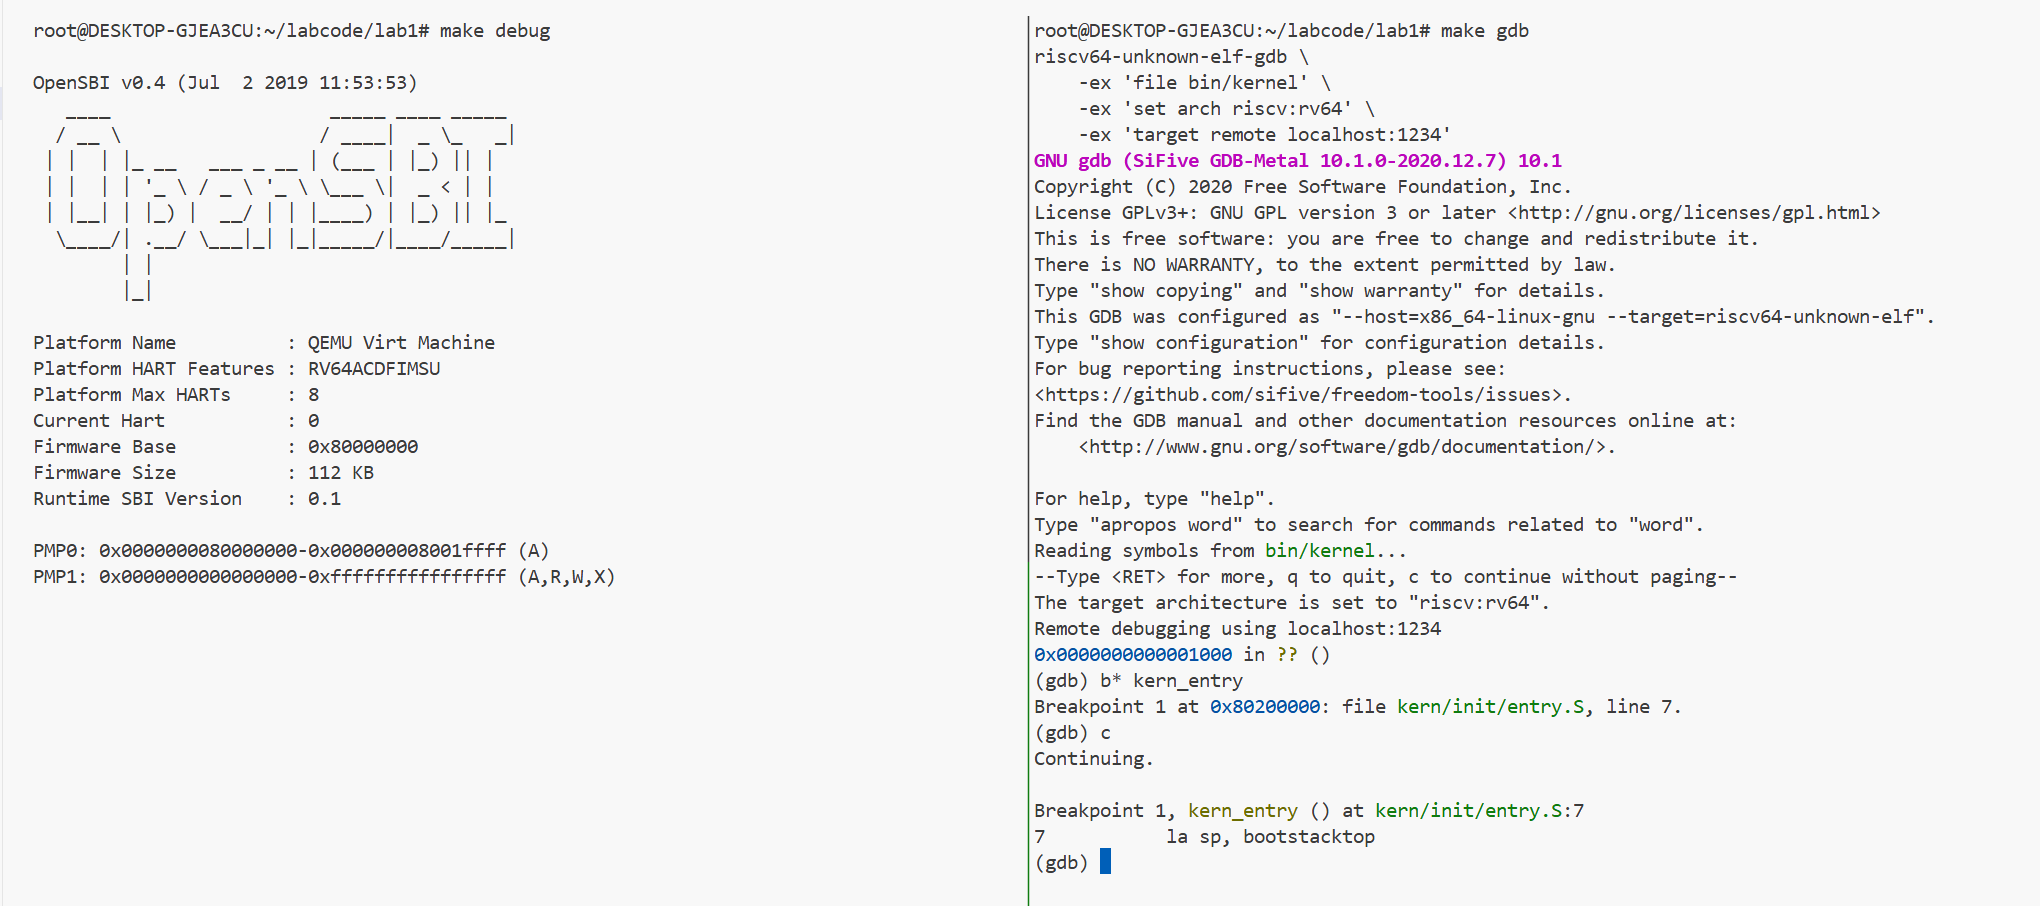 root@DESKTOP-GJEA3CU:~/labcode/lab1# make debug

OpenSBI v0.4 (Jul  2 2019 11:53:53)
   ____                    _____ ____ _____
  / __ \                  / ____|  _ \_   _|
 | |  | |_ __   ___ _ __ | (___ | |_) || |
 | |  | | '_ \ / _ \ '_ \ \___ \|  _ < | |
 | |__| | |_) |  __/ | | |____) | |_) || |_
  \____/| .__/ \___|_| |_|_____/|____/_____|
        | |
        |_|

Platform Name          : QEMU Virt Machine
Platform HART Features : RV64ACDFIMSU
Platform Max HARTs     : 8
Current Hart           : 0
Firmware Base          : 0x80000000
Firmware Size          : 112 KB
Runtime SBI Version    : 0.1

PMP0: 0x0000000080000000-0x000000008001ffff (A)
PMP1: 0x0000000000000000-0xffffffffffffffff (A,R,W,X)
root@DESKTOP-GJEA3CU:~/labcode/lab1# make gdb
riscv64-unknown-elf-gdb \
    -ex 'file bin/kernel' \
    -ex 'set arch riscv:rv64' \
    -ex 'target remote localhost:1234'
GNU gdb (SiFive GDB-Metal 10.1.0-2020.12.7) 10.1
Copyright (C) 2020 Free Software Foundation, Inc.
License GPLv3+: GNU GPL version 3 or later <http://gnu.org/licenses/gpl.html>
This is free software: you are free to change and redistribute it.
There is NO WARRANTY, to the extent permitted by law.
Type "show copying" and "show warranty" for details.
This GDB was configured as "--host=x86_64-linux-gnu --target=riscv64-unknown-elf".
Type "show configuration" for configuration details.
For bug reporting instructions, please see:
<https://github.com/sifive/freedom-tools/issues>.
Find the GDB manual and other documentation resources online at:
    <http://www.gnu.org/software/gdb/documentation/>.

For help, type "help".
Type "apropos word" to search for commands related to "word".
Reading symbols from bin/kernel...
--Type <RET> for more, q to quit, c to continue without paging--
The target architecture is set to "riscv:rv64".
Remote debugging using localhost:1234
0x0000000000001000 in ?? ()
(gdb) b* kern_entry
Breakpoint 1 at 0x80200000: file kern/init/entry.S, line 7.
(gdb) c
Continuing.

Breakpoint 1, kern_entry () at kern/init/entry.S:7
7           la sp, bootstacktop
(gdb)